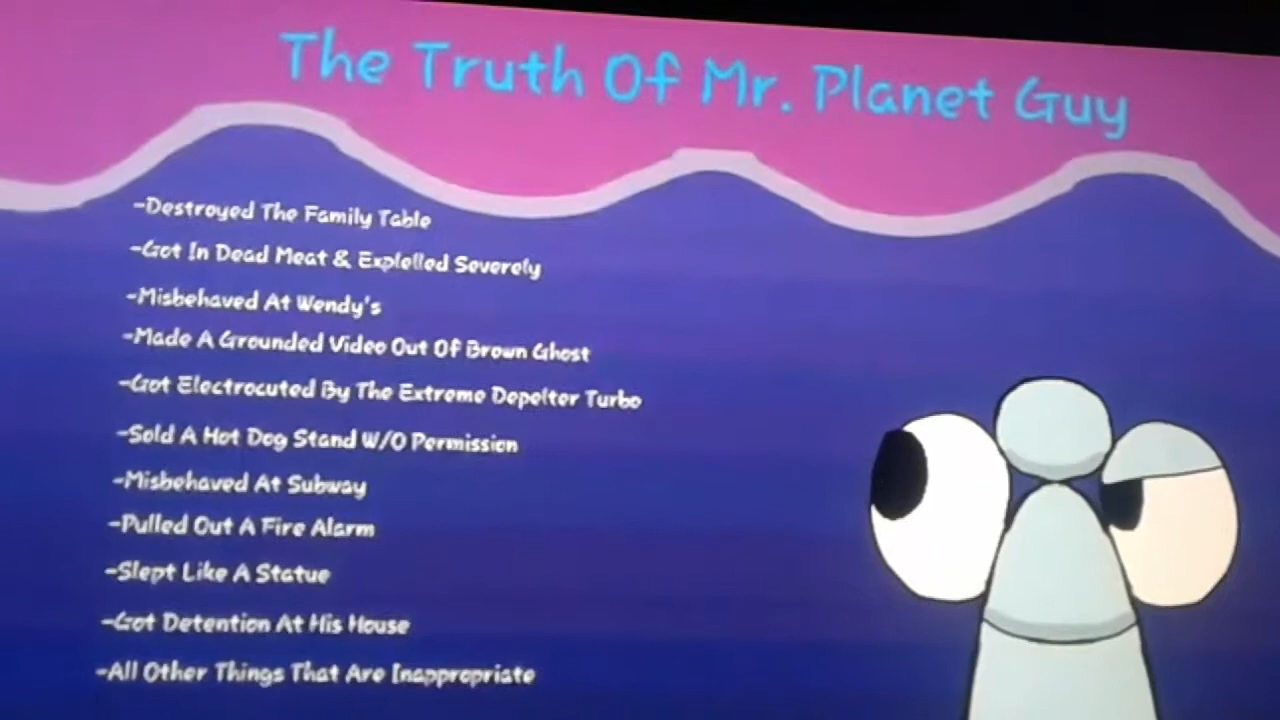 The Truth Of Mr. Planet Guy
-Destroyed The Family Table
-Got In Dead Meat & Explelled Severely
-Misbehaved At Wendy's
-Made A Grounded Video Out Of Brown Ghost
-Got Electrocuted By The Extreme Depelter Turbo
-Sold A Hot Dog Stand W/O Permission
-Misbehaved At Subway
-Pulled Out A Fire Alarm
-Slept Like A Statue
-Got Detention At His House
-All Other Things That Are Inappropriate